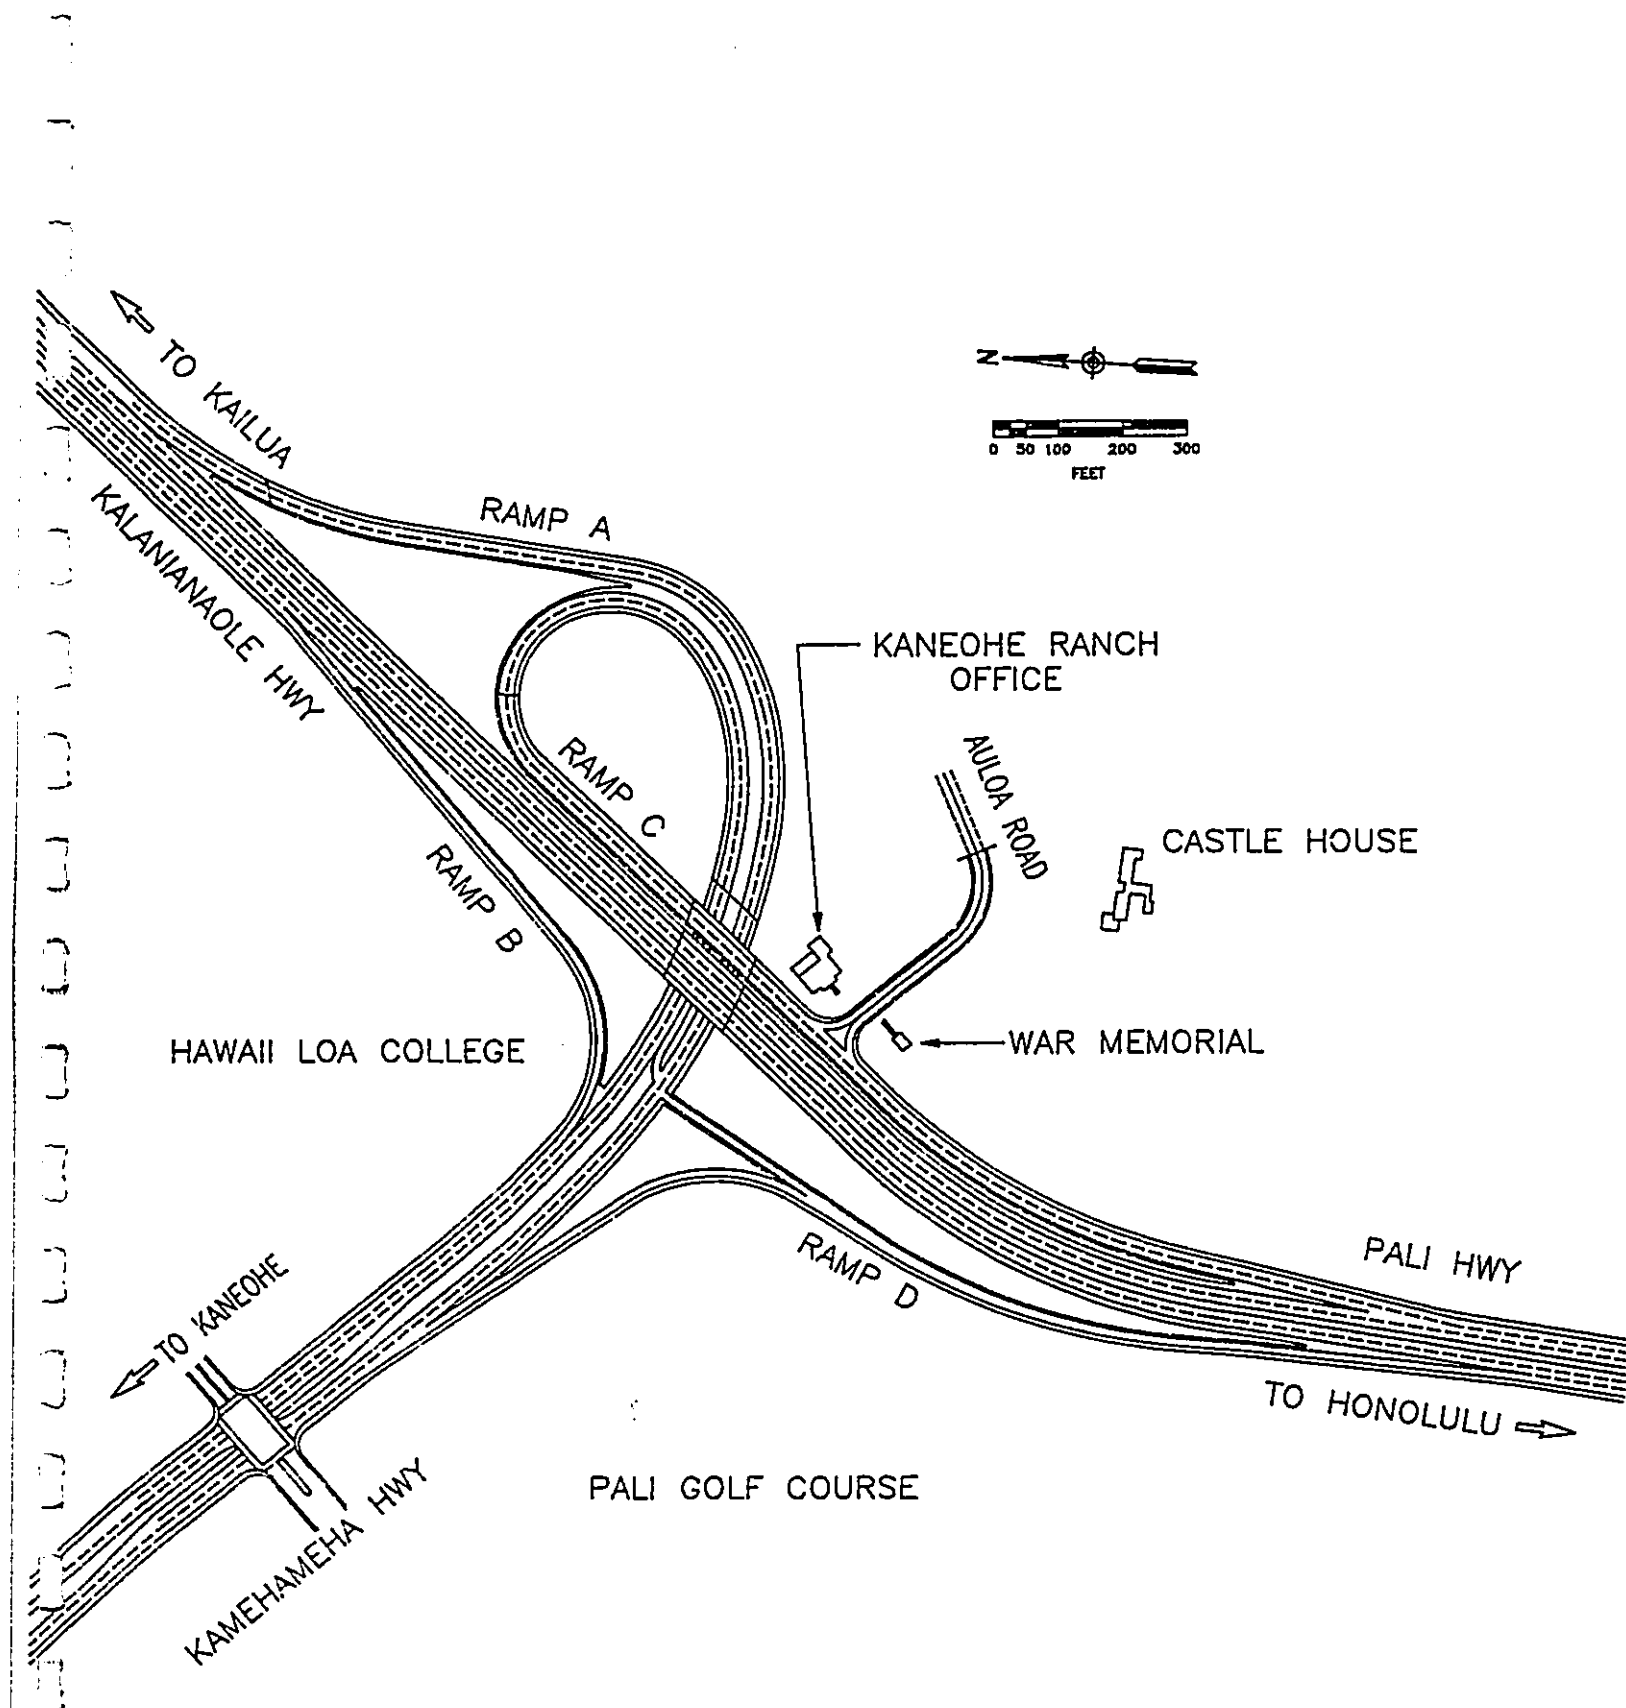 TO KAILUA
N
0 50 100 200 300
FEET
RAMP A
KALANIANAOLE HWY
KANEOHE RANCH
OFFICE
RAMP C
AULOA ROAD
CASTLE HOUSE
RAMP B
HAWAII LOA COLLEGE
WAR MEMORIAL
RAMP D
PALI HWY
TO KANEOHE
TO HONOLULU
PALI GOLF COURSE
KAMEHAMEHA HWY